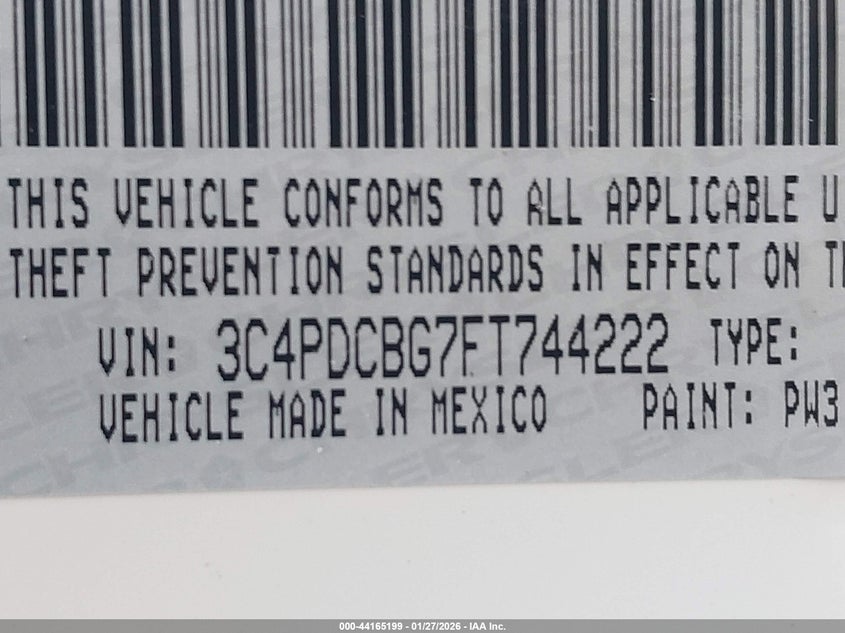 THIS VEHICLE CONFORMS TO ALL APPLICABLE U
THEFT PREVENTION STANDARDS IN EFFECT ON TH
VIN: 3C4PDCBG7FT744222 TYPE:
VEHICLE MADE IN MEXICO PAINT: PW3
000-44165199 - 01/27/2026 - IAA Inc.